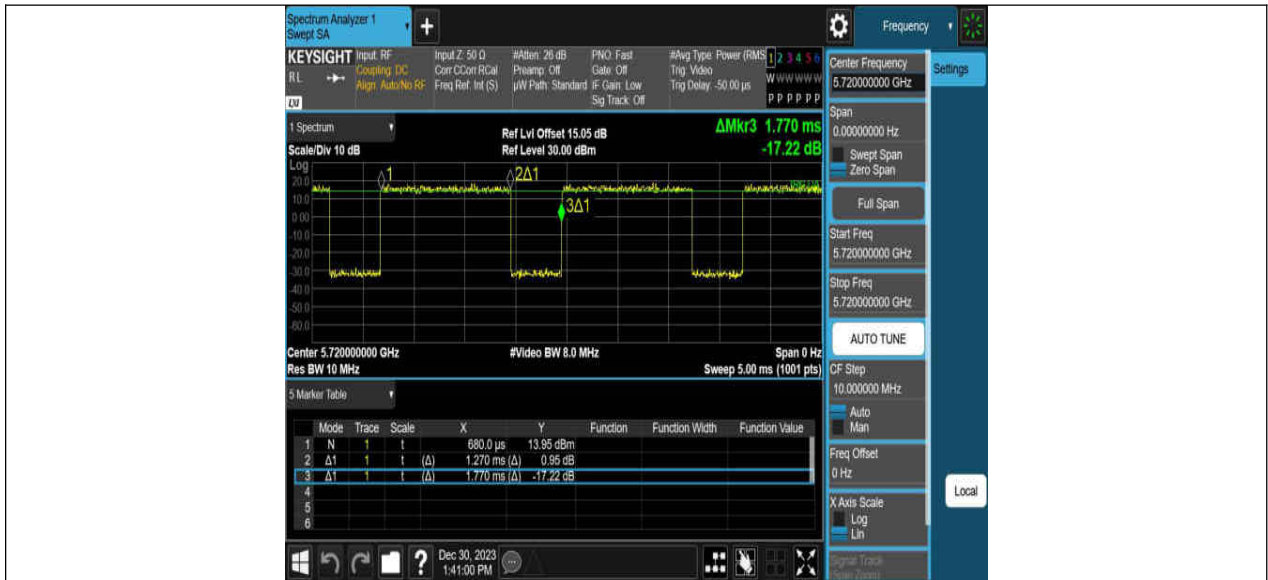 Spectrum Analyzer 1
Swept SA
+
Frequency
KEYSIGHT
RL
Input: RF
Coupling: DC
Align: Auto/No RF
Input Z: 50 Ω
Corr CCorr RCal
Freq Ref: Int (S)
#Atten: 26 dB
Preamp: Off
µW Path: Standard
PNO: Fast
Gate: Off
IF Gain: Low
Sig Track: Off
#Avg Type: Power (RMS
Trig: Video
Trig Delay: -50.00 µs
1 2 3 4 5 6
W W W W W W
P P P P P P
Center Frequency
5.720000000 GHz
Settings
Span
0.00000000 Hz
Swept Span
Zero Span
Full Span
Start Freq
5.720000000 GHz
Stop Freq
5.720000000 GHz
AUTO TUNE
CF Step
10.000000 MHz
Auto
Man
Freq Offset
0 Hz
X Axis Scale
Log
Lin
Signal Track
(Span Zoom)
Local
1 Spectrum
Scale/Div 10 dB
Ref Lvl Offset 15.05 dB
Ref Level 30.00 dBm
ΔMkr3 1.770 ms
-17.22 dB
Log
20.0
10.0
0.00
-10.0
-20.0
-30.0
-40.0
-50.0
-60.0
1
2Δ1
3Δ1
Center 5.720000000 GHz
Res BW 10 MHz
#Video BW 8.0 MHz
Span 0 Hz
Sweep 5.00 ms (1001 pts)
5 Marker Table
Mode Trace Scale X Y Function Function Width Function Value
1 N 1 t 680.0 µs 13.95 dBm
2 Δ1 1 t (Δ) 1.270 ms (Δ) 0.95 dB
3 Δ1 1 t (Δ) 1.770 ms (Δ) -17.22 dB
4
5
6
?
Dec 30, 2023
1:41:00 PM